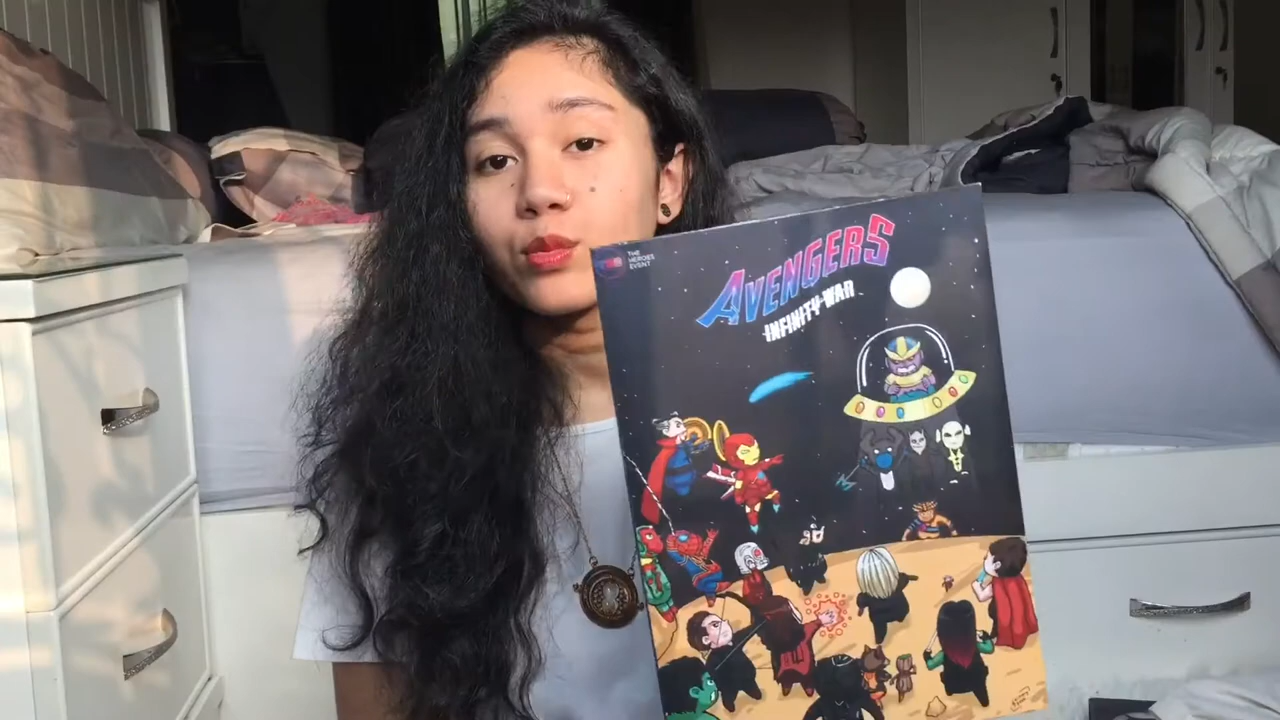 THE
HEROES
EVENT
AVENGERS
INFINITY WAR